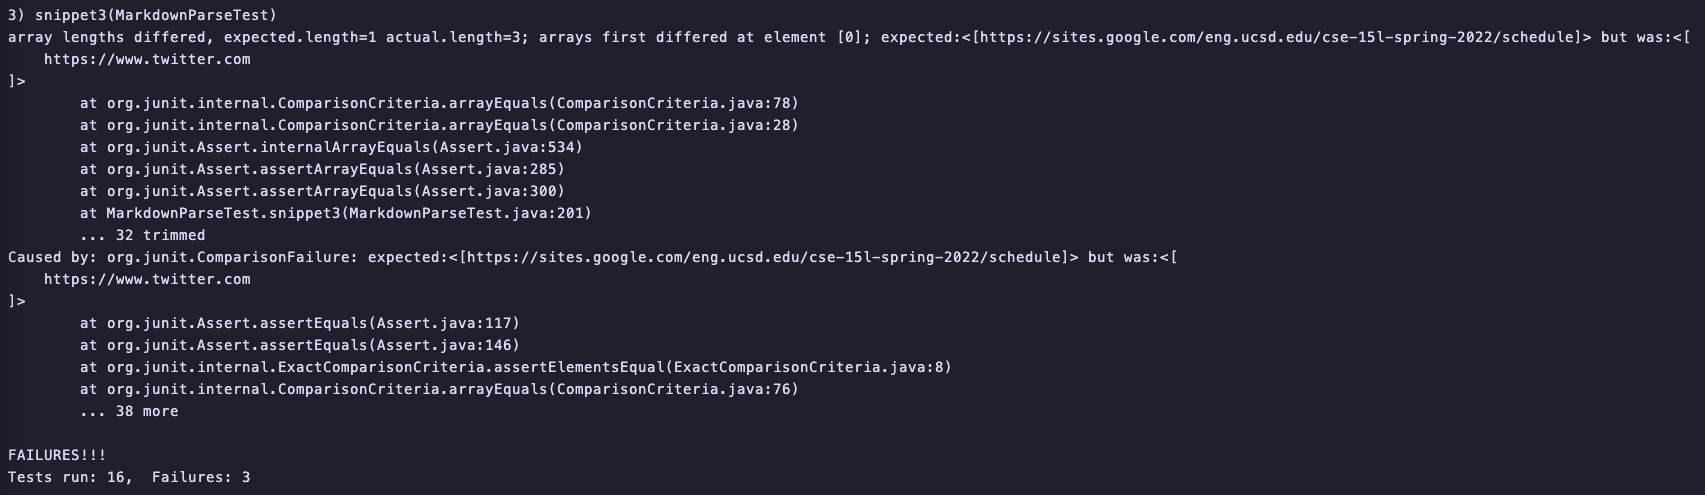 3) snippet3(MarkdownParseTest)
array lengths differed, expected.length=1 actual.length=3; arrays first differed at element [0]; expected:<[https://sites.google.com/eng.ucsd.edu/cse-15l-spring-2022/schedule]> but was:<[
    https://www.twitter.com
]>
        at org.junit.internal.ComparisonCriteria.arrayEquals(ComparisonCriteria.java:78)
        at org.junit.internal.ComparisonCriteria.arrayEquals(ComparisonCriteria.java:28)
        at org.junit.Assert.internalArrayEquals(Assert.java:534)
        at org.junit.Assert.assertArrayEquals(Assert.java:285)
        at org.junit.Assert.assertArrayEquals(Assert.java:300)
        at MarkdownParseTest.snippet3(MarkdownParseTest.java:201)
        ... 32 trimmed
Caused by: org.junit.ComparisonFailure: expected:<[https://sites.google.com/eng.ucsd.edu/cse-15l-spring-2022/schedule]> but was:<[
    https://www.twitter.com
]>
        at org.junit.Assert.assertEquals(Assert.java:117)
        at org.junit.Assert.assertEquals(Assert.java:146)
        at org.junit.internal.ExactComparisonCriteria.assertElementsEqual(ExactComparisonCriteria.java:8)
        at org.junit.internal.ComparisonCriteria.arrayEquals(ComparisonCriteria.java:76)
        ... 38 more

FAILURES!!!
Tests run: 16,  Failures: 3